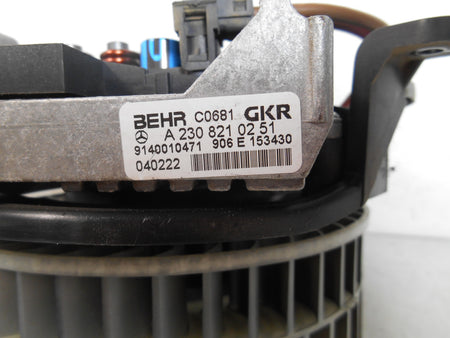 BEHR C0681 GKR
A 230 821 02 51
9140010471 906 E 153430
040222